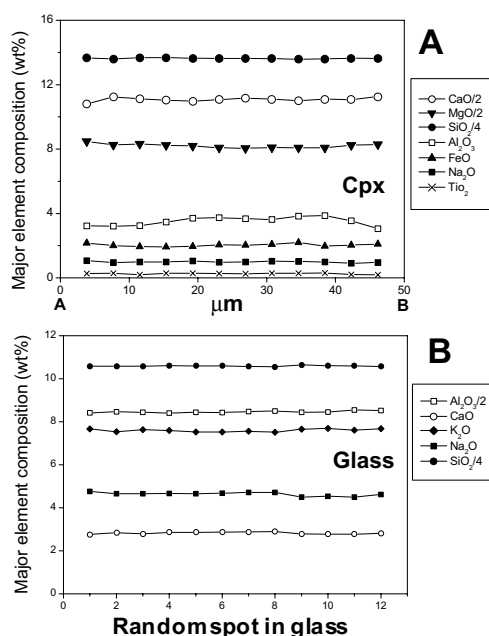 A
Major element composition (wt%)
16
12
8
4
0
CaO/2
MgO/2
SiO2/4
Al2O3
FeO
Na2O
Tio2
Cpx
0 10 20 30 40 50
A μm B
B
Major element composition (wt%)
12
10
8
6
4
2
0
Al2O3/2
CaO
K2O
Na2O
SiO2/4
Glass
0 2 4 6 8 10 12
Random spot in glass